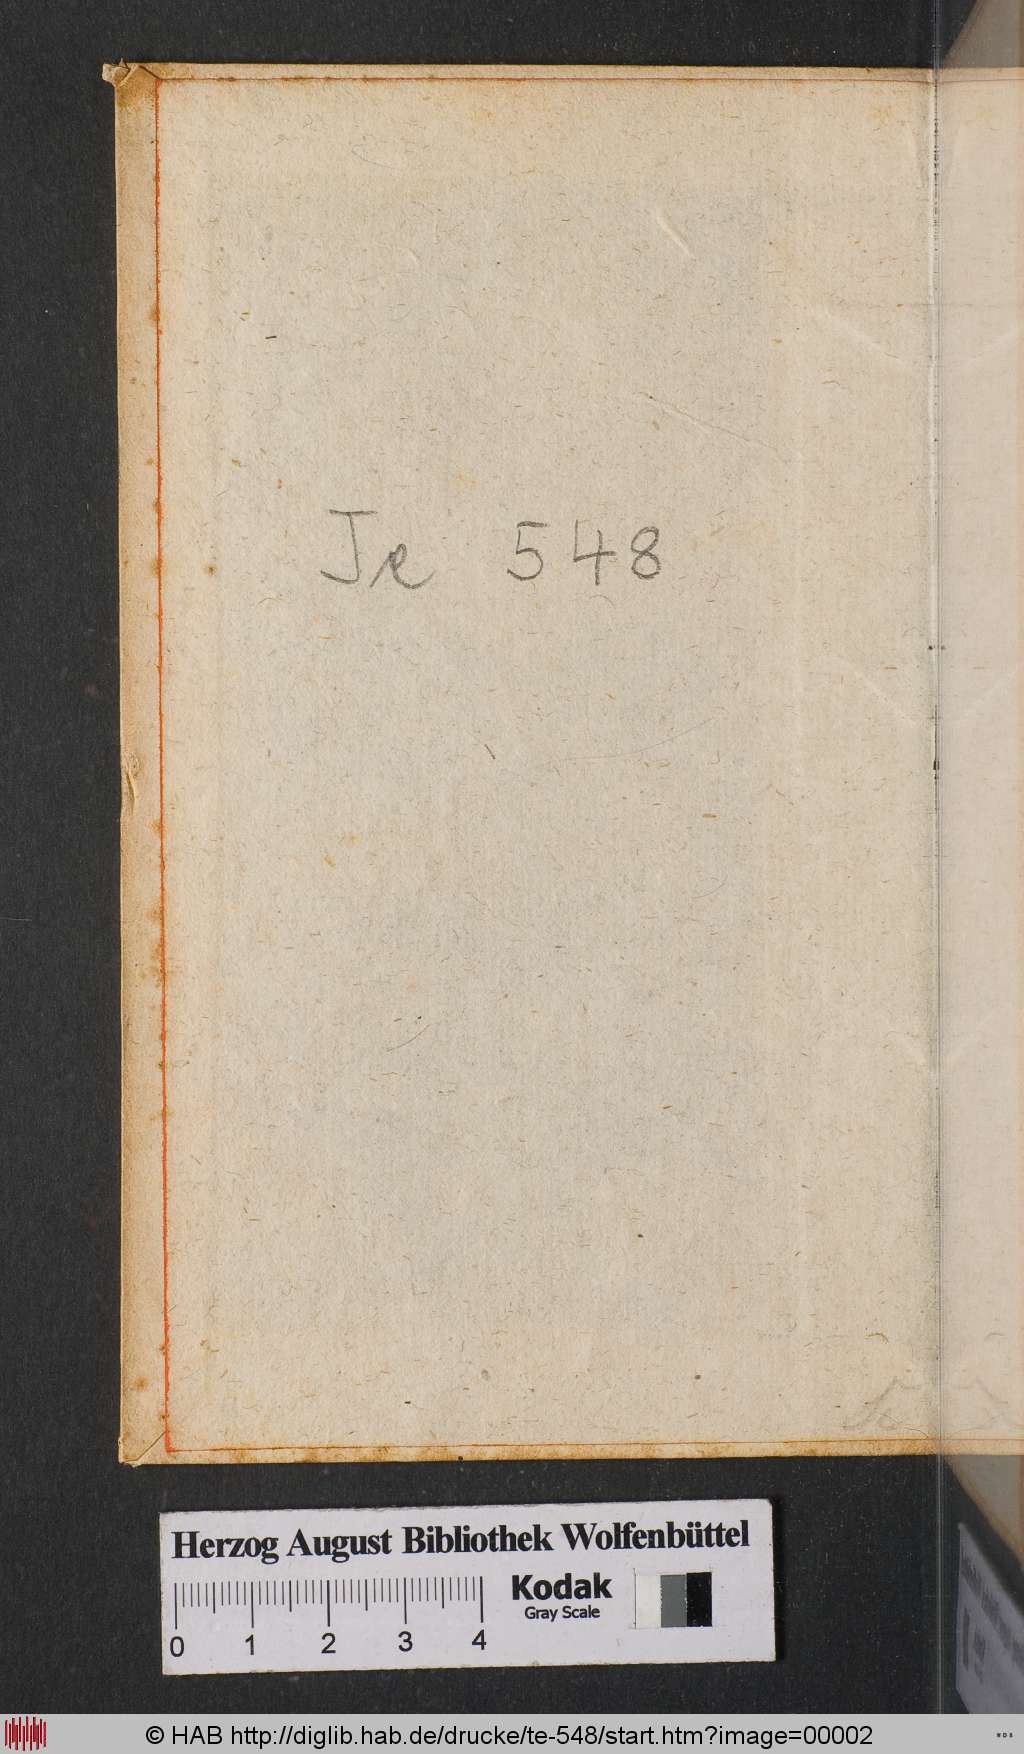 Te 548
Herzog August Bibliothek Wolfenbüttel
Kodak
Gray Scale
0 1 2 3 4
© HAB http://diglib.hab.de/drucke/te-548/start.htm?image=00002